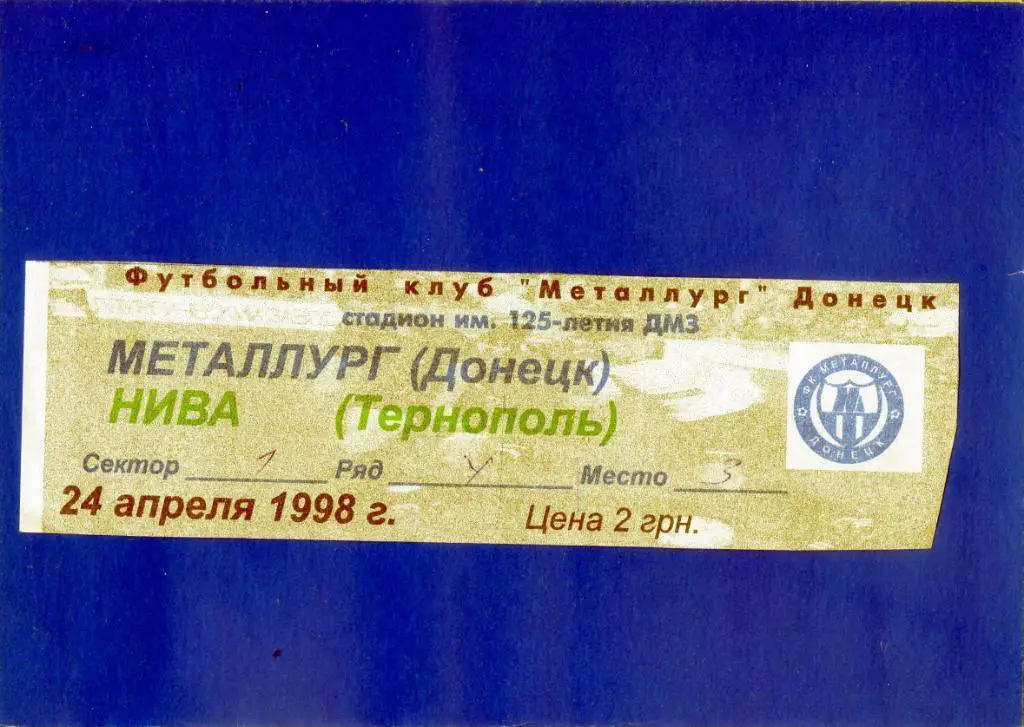 Футбольный клуб "Металлург" Донецк
стадион им. 125-летия ДМЗ
МЕТАЛЛУРГ (Донецк)
НИВА (Тернополь)
ФК МЕТАЛЛУРГ
ДОНЕЦК
Сектор 1 Ряд У Место 3
24 апреля 1998 г.
Цена 2 грн.